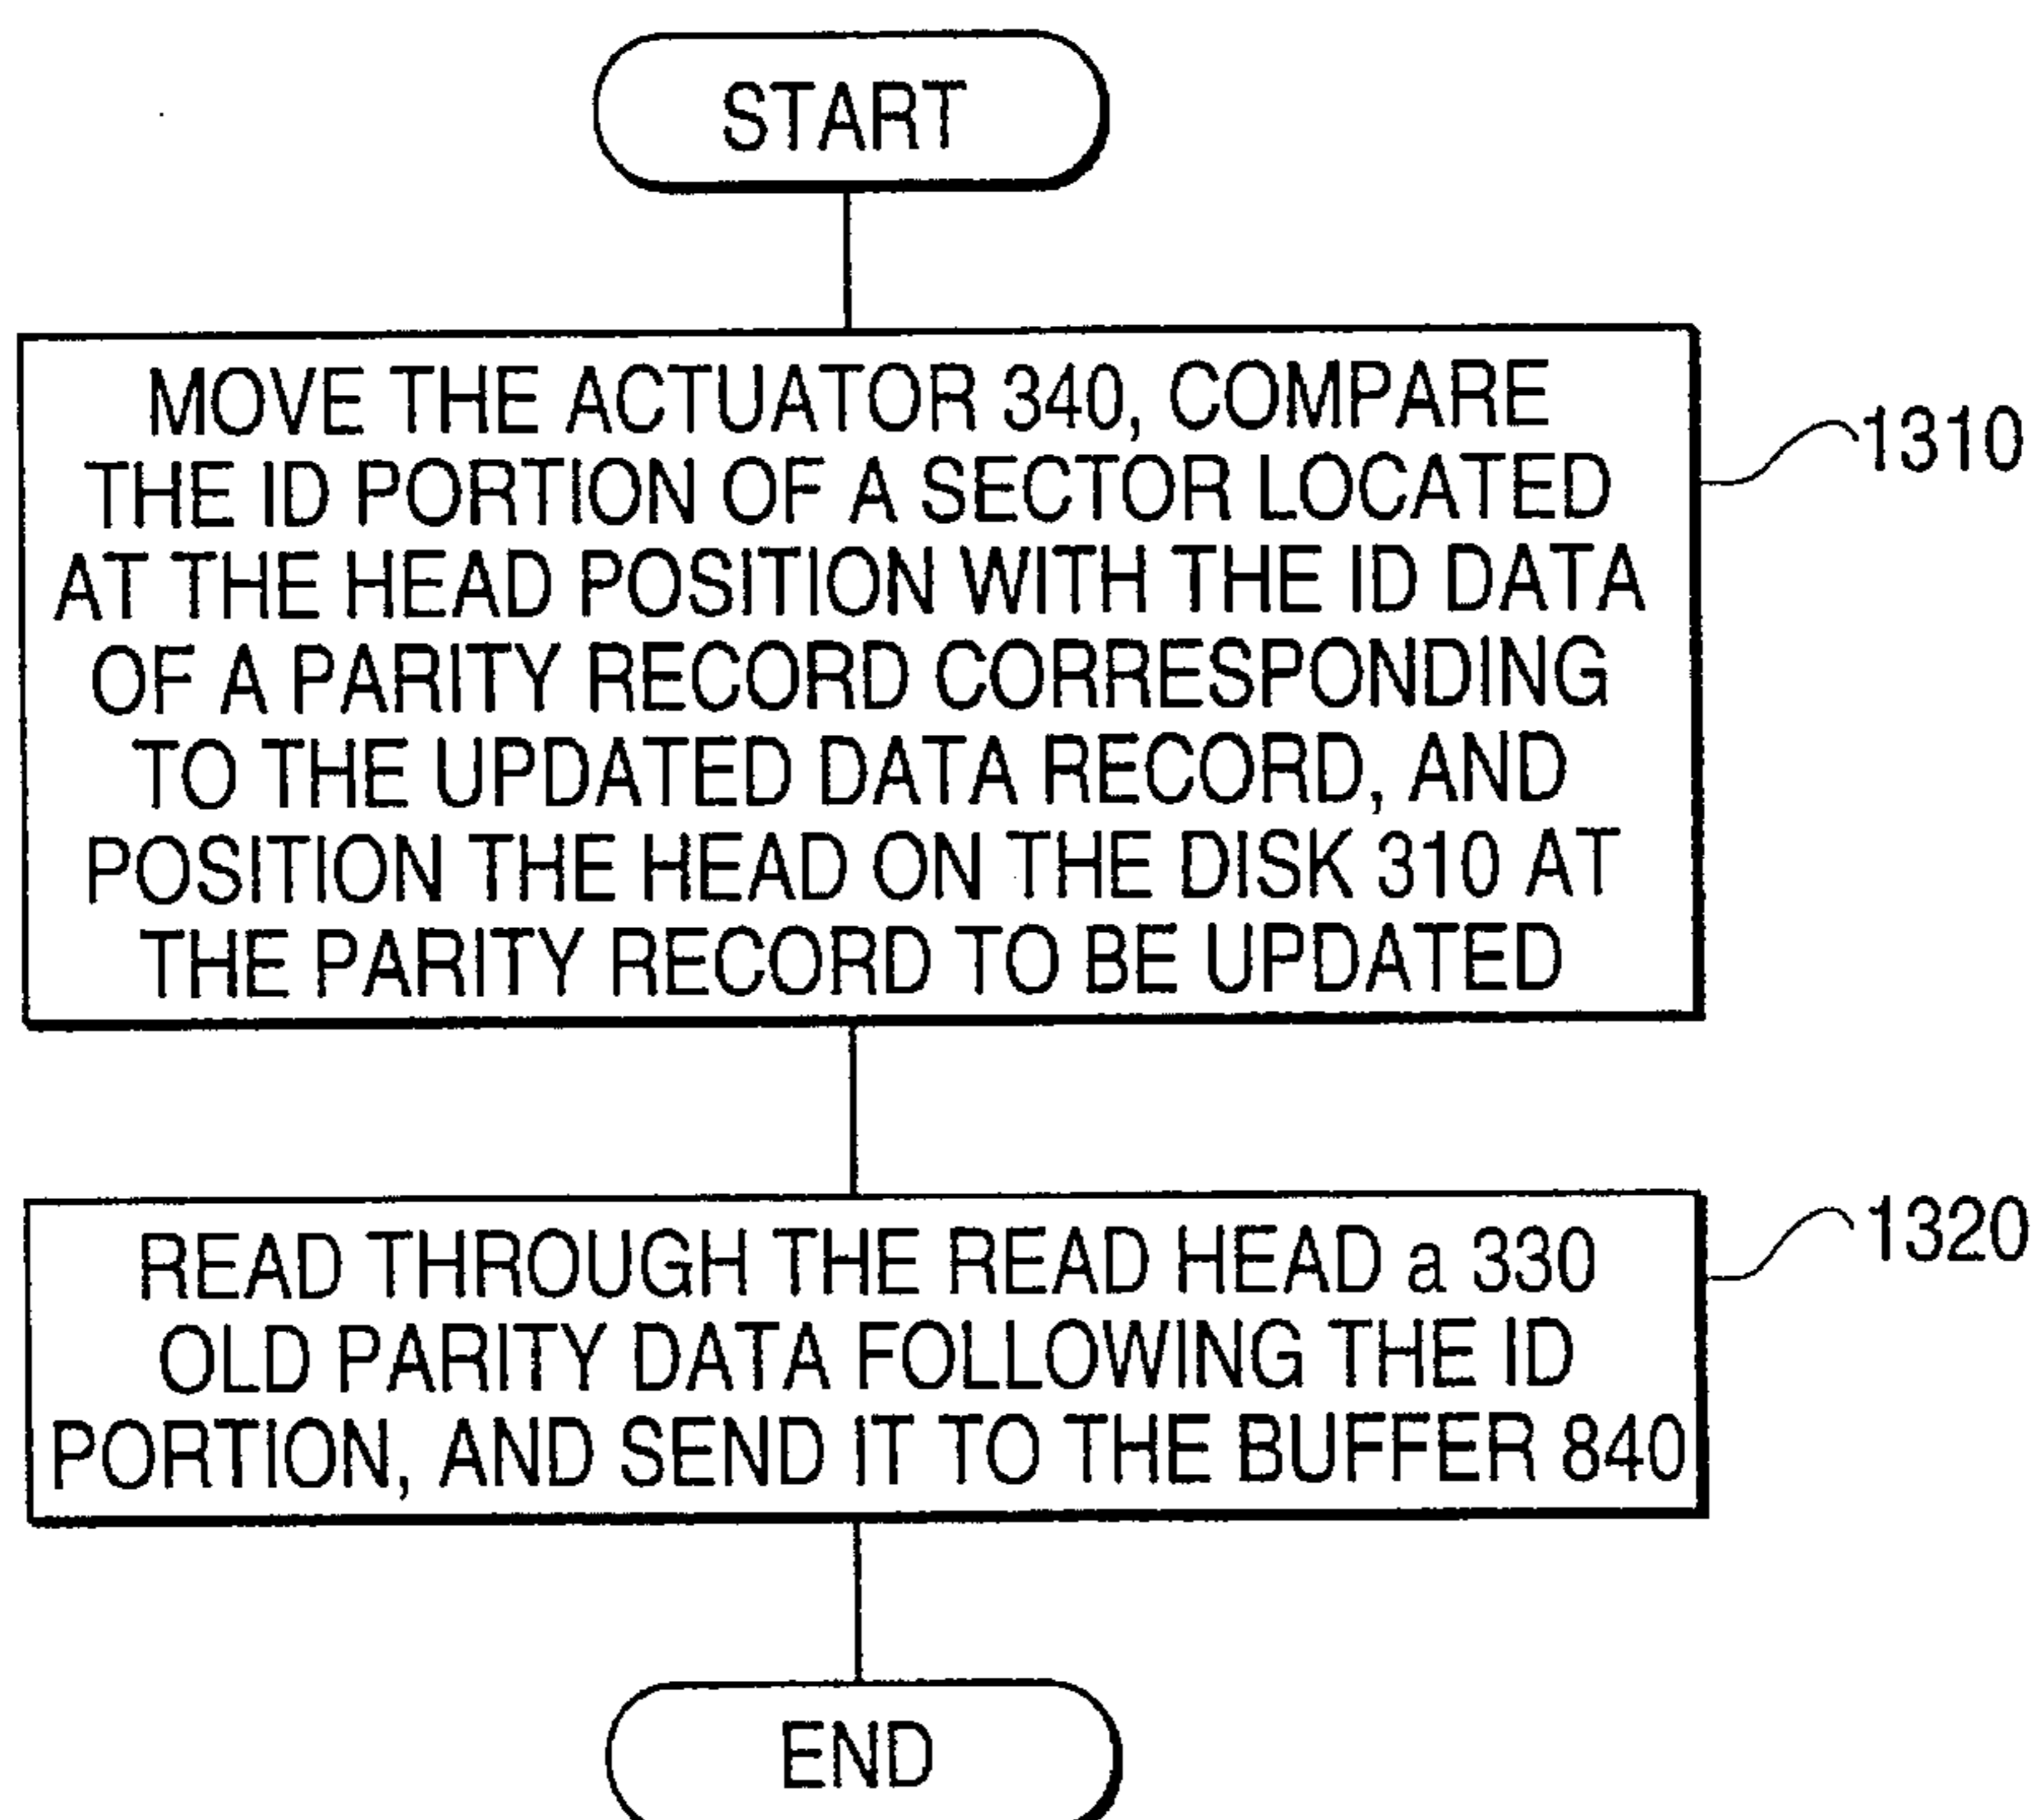 START
MOVE THE ACTUATOR 340, COMPARE
THE ID PORTION OF A SECTOR LOCATED
AT THE HEAD POSITION WITH THE ID DATA
OF A PARITY RECORD CORRESPONDING
TO THE UPDATED DATA RECORD, AND
POSITION THE HEAD ON THE DISK 310 AT
THE PARITY RECORD TO BE UPDATED
1310
READ THROUGH THE READ HEAD a 330
OLD PARITY DATA FOLLOWING THE ID
PORTION, AND SEND IT TO THE BUFFER 840
1320
END